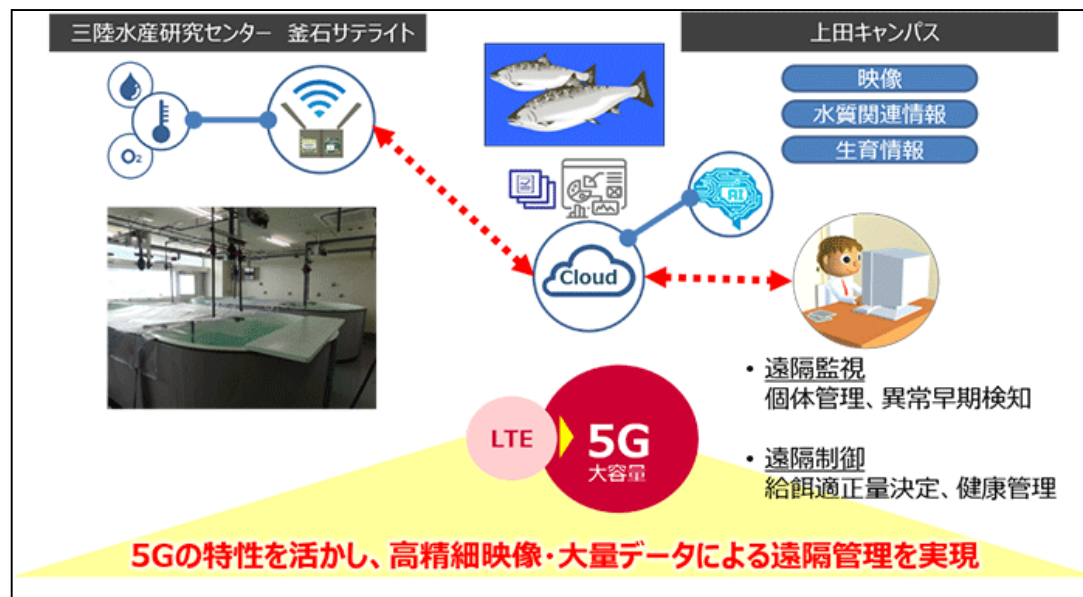 三陸水産研究センター 釜石サテライト
上田キャンパス
映像
水質関連情報
生育情報
O₂
AI
Cloud
LTE
5G
大容量
• 遠隔監視
個体管理、異常早期検知
• 遠隔制御
給餌適正量決定、健康管理
5Gの特性を活かし、高精細映像・大量データによる遠隔管理を実現